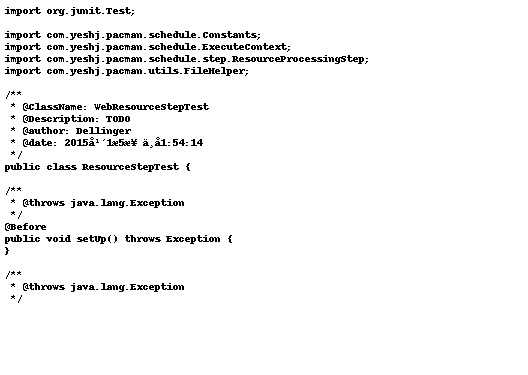 import org.junit.Test;
import com.yeshj.pacman.schedule.Constants;
import com.yeshj.pacman.schedule.ExecuteContext;
import com.yeshj.pacman.schedule.step.ResourceProcessingStep;
import com.yeshj.pacman.utils.FileHelper;
/**
* @ClassName: WebResourceStepTest
* @Description: TODO
* @author: Dellinger
* @date: 2015å¹´1æ5æ¥ ä¸å1:54:14
*/
public class ResourceStepTest {
/**
* @throws java.lang.Exception
*/
@Before
public void setUp() throws Exception {
}
/**
* @throws java.lang.Exception
*/